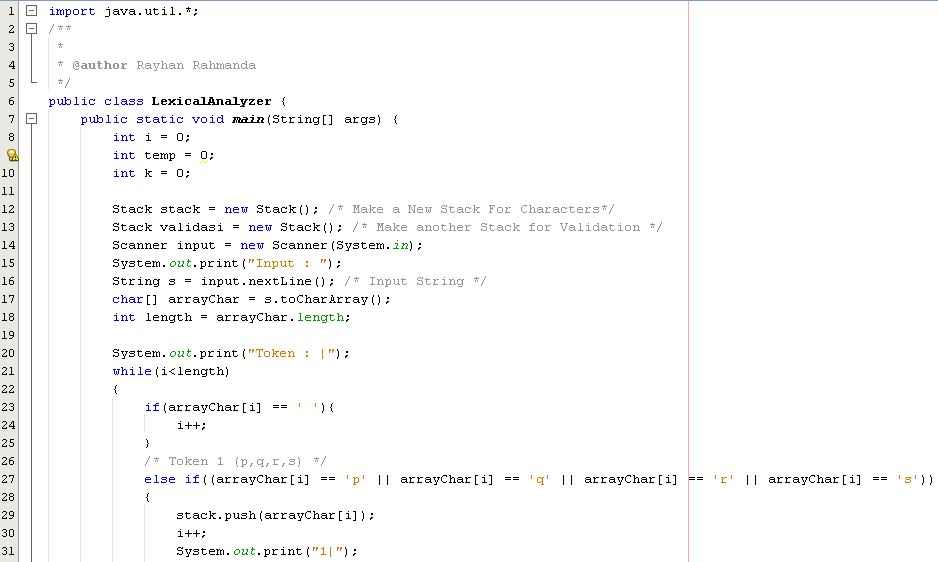 1 import java.util.*;
2 /**
3 *
4 * @author Rayhan Rahmanda
5 */
6 public class LexicalAnalyzer {
7 public static void main(String[] args) {
8 int i = 0;
int temp = 0;
10 int k = 0;
11
12 Stack stack = new Stack(); /* Make a New Stack For Characters*/
13 Stack validasi = new Stack(); /* Make another Stack for Validation */
14 Scanner input = new Scanner(System.in);
15 System.out.print("Input : ");
16 String s = input.nextLine(); /* Input String */
17 char[] arrayChar = s.toCharArray();
18 int length = arrayChar.length;
19
20 System.out.print("Token : |");
21 while(i<length)
22 {
23 if(arrayChar[i] == ' '){
24 i++;
25 }
26 /* Token 1 (p,q,r,s) */
27 else if((arrayChar[i] == 'p' || arrayChar[i] == 'q' || arrayChar[i] == 'r' || arrayChar[i] == 's'))
28 {
29 stack.push(arrayChar[i]);
30 i++;
31 System.out.print("1|");